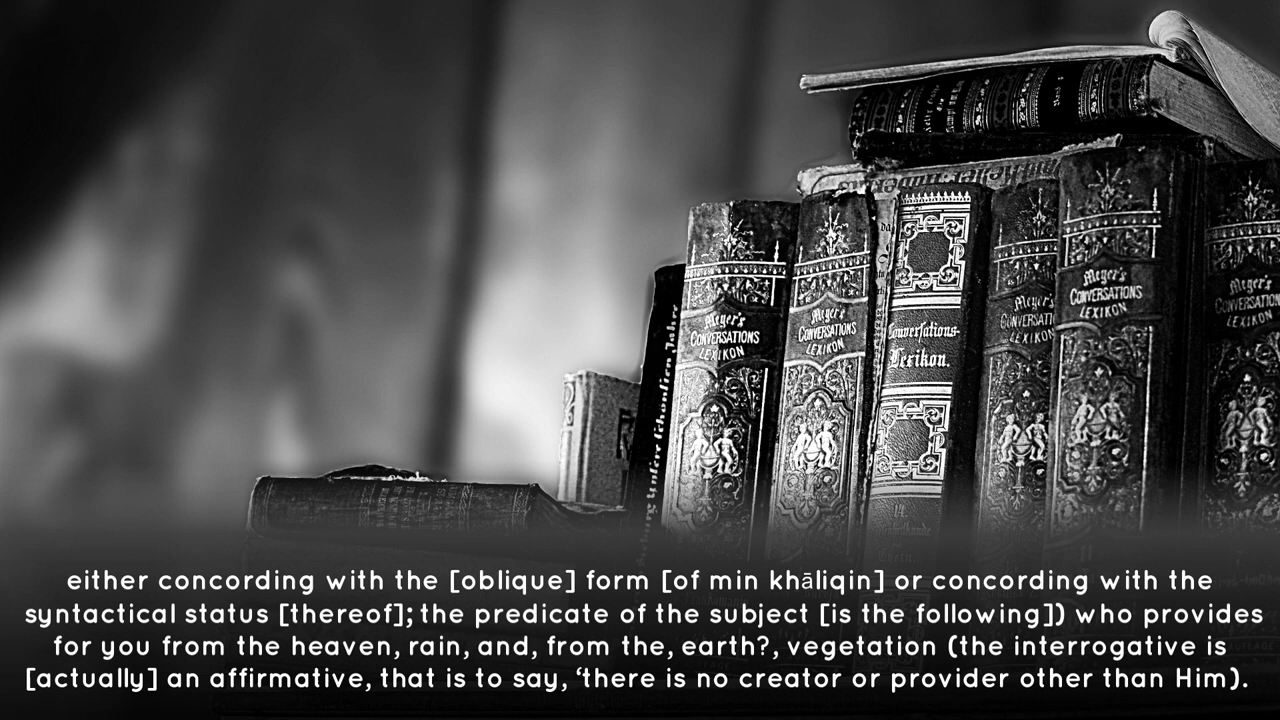 Meyer's
CONVERSATIONS
LEXIKON
Meyer's
CONVERSATIONS
LEXIKON
Conversations-
Lexikon.
14.
Meyer's
CONVERSATIONS
LEXIKON
Meyer's
CONVERSATIONS
LEXIKON
11
Meyer's
CONVERSATION
LEXIKON
either concording with the [oblique] form [of min khāliqin] or concording with the
syntactical status [thereof]; the predicate of the subject [is the following]) who provides
for you from the heaven, rain, and, from the, earth?, vegetation (the interrogative is
[actually] an affirmative, that is to say, ‘there is no creator or provider other than Him).